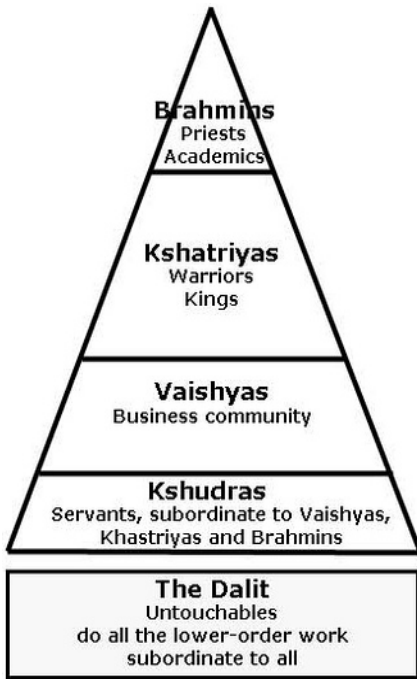 Brahmins
Priests
Academics
Kshatriyas
Warriors
Kings
Vaishyas
Business community
Kshudras
Servants, subordinate to Vaishyas,
Khastriyas and Brahmins
The Dalit
Untouchables
do all the lower-order work
subordinate to all